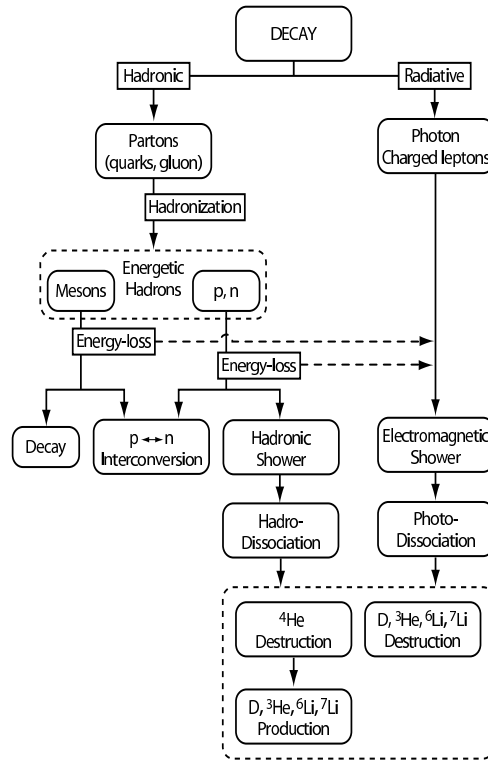 DECAY
Hadronic
Radiative
Partons
(quarks, gluon)
Photon
Charged leptons
Hadronization
Energetic
Hadrons
Mesons
p, n
Energy-loss
Energy-loss
Decay
p ↔ n
Interconversion
Hadronic
Shower
Electromagnetic
Shower
Hadro-
Dissociation
Photo-
Dissociation
⁴He
Destruction
D, ³He, ⁶Li, ⁷Li
Destruction
D, ³He, ⁶Li, ⁷Li
Production